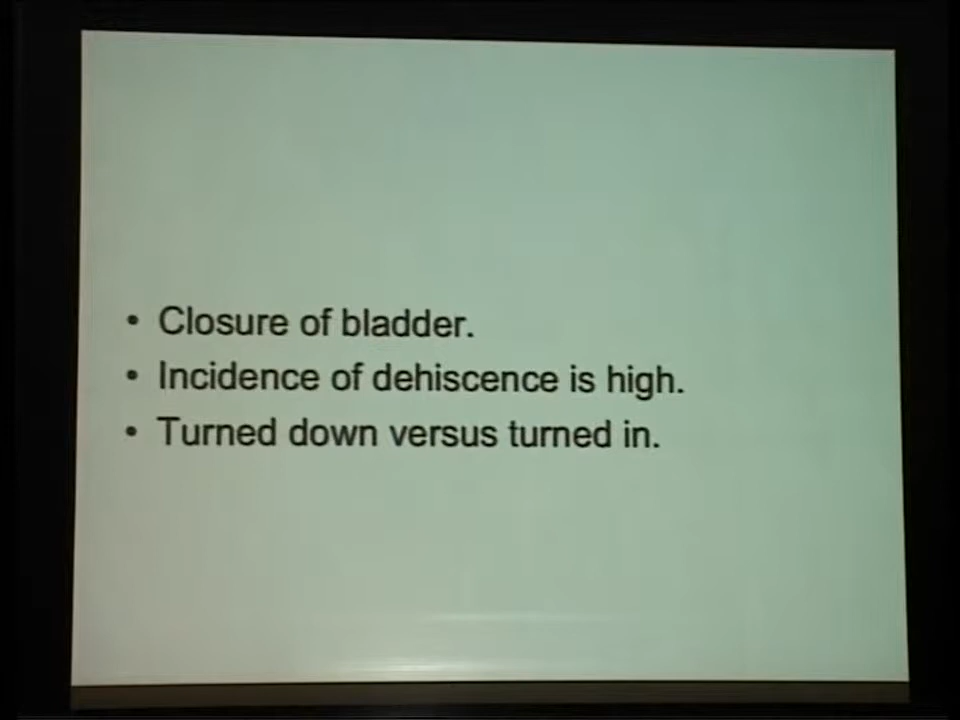 • Closure of bladder.
• Incidence of dehiscence is high.
• Turned down versus turned in.